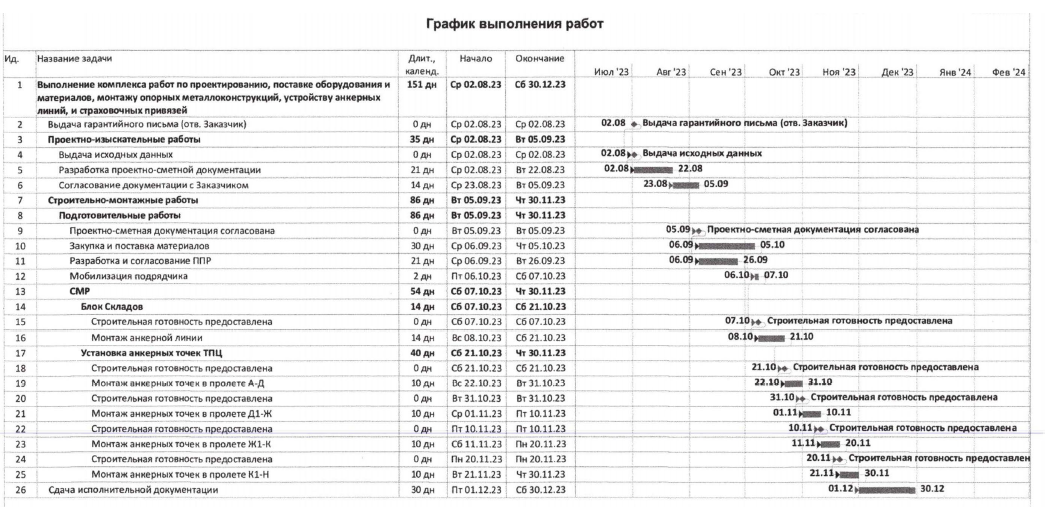 График выполнения работ
Ид. Название задачи Длит., календ. Начало Окончание Июл '23 Авг '23 Сен '23 Окт '23 Ноя '23 Дек '23 Янв '24 Фев '24
1 Выполнение комплекса работ по проектированию, поставке оборудования и 151 дн Ср 02.08.23 Сб 30.12.23
материалов, монтажу опорных металлоконструкций, устройству анкерных
линий, и страховочных привязей
2 Выдача гарантийного письма (отв. Заказчик) 0 дн Ср 02.08.23 Ср 02.08.23 02.08 Выдача гарантийного письма (отв. Заказчик)
3 Проектно-изыскательные работы 35 дн Ср 02.08.23 Вт 05.09.23
4 Выдача исходных данных 0 дн Ср 02.08.23 Ср 02.08.23 02.08 Выдача исходных данных
5 Разработка проектно-сметной документации 21 дн Ср 02.08.23 Вт 22.08.23 02.08 22.08
6 Согласование документации с Заказчиком 14 дн Ср 23.08.23 Вт 05.09.23 23.08 05.09
7 Строительно-монтажные работы 86 дн Вт 05.09.23 Чт 30.11.23
8 Подготовительные работы 86 дн Вт 05.09.23 Чт 30.11.23
9 Проектно-сметная документация согласована 0 дн Вт 05.09.23 Вт 05.09.23 05.09 Проектно-сметная документация согласована
10 Закупка и поставка материалов 30 дн Ср 06.09.23 Чт 05.10.23 06.09 05.10
11 Разработка и согласование ППР 21 дн Ср 06.09.23 Вт 26.09.23 06.09 26.09
12 Мобилизация подрядчика 2 дн Пт 06.10.23 Сб 07.10.23 06.10 07.10
13 СМР 54 дн Сб 07.10.23 Чт 30.11.23
14 Блок Складов 14 дн Сб 07.10.23 Сб 21.10.23
15 Строительная готовность предоставлена 0 дн Сб 07.10.23 Сб 07.10.23 07.10 Строительная готовность предоставлена
16 Монтаж анкерной линии 14 дн Вс 08.10.23 Сб 21.10.23 08.10 21.10
17 Установка анкерных точек ТПЦ 40 дн Сб 21.10.23 Чт 30.11.23
18 Строительная готовность предоставлена 0 дн Сб 21.10.23 Сб 21.10.23 21.10 Строительная готовность предоставлена
19 Монтаж анкерных точек в пролете А-Д 10 дн Вс 22.10.23 Вт 31.10.23 22.10 31.10
20 Строительная готовность предоставлена 0 дн Вт 31.10.23 Вт 31.10.23 31.10 Строительная готовность предоставлена
21 Монтаж анкерных точек в пролете Д1-Ж 10 дн Ср 01.11.23 Пт 10.11.23 01.11 10.11
22 Строительная готовность предоставлена 0 дн Пт 10.11.23 Пт 10.11.23 10.11 Строительная готовность предоставлена
23 Монтаж анкерных точек в пролете Ж1-К 10 дн Сб 11.11.23 Пн 20.11.23 11.11 20.11
24 Строительная готовность предоставлена 0 дн Пн 20.11.23 Пн 20.11.23 20.11 Строительная готовность предоставлен
25 Монтаж анкерных точек в пролете К1-Н 10 дн Вт 21.11.23 Чт 30.11.23 21.11 30.11
26 Сдача исполнительной документации 30 дн Пт 01.12.23 Сб 30.12.23 01.12 30.12